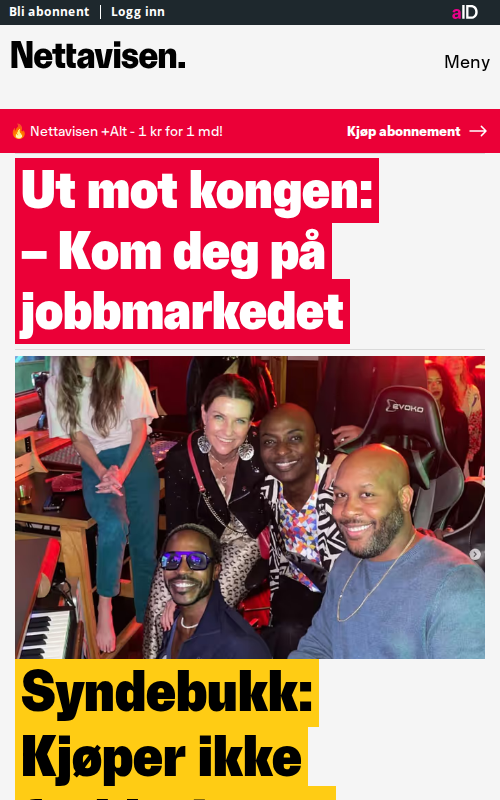 Bli abonnent | Logg inn
aID
Nettavisen.
Meny
🔥 Nettavisen +Alt - 1 kr for 1 md!
Kjøp abonnement →
Ut mot kongen:
– Kom deg på
jobbmarkedet
EVOKO
Syndebukk:
Kjøper ikke